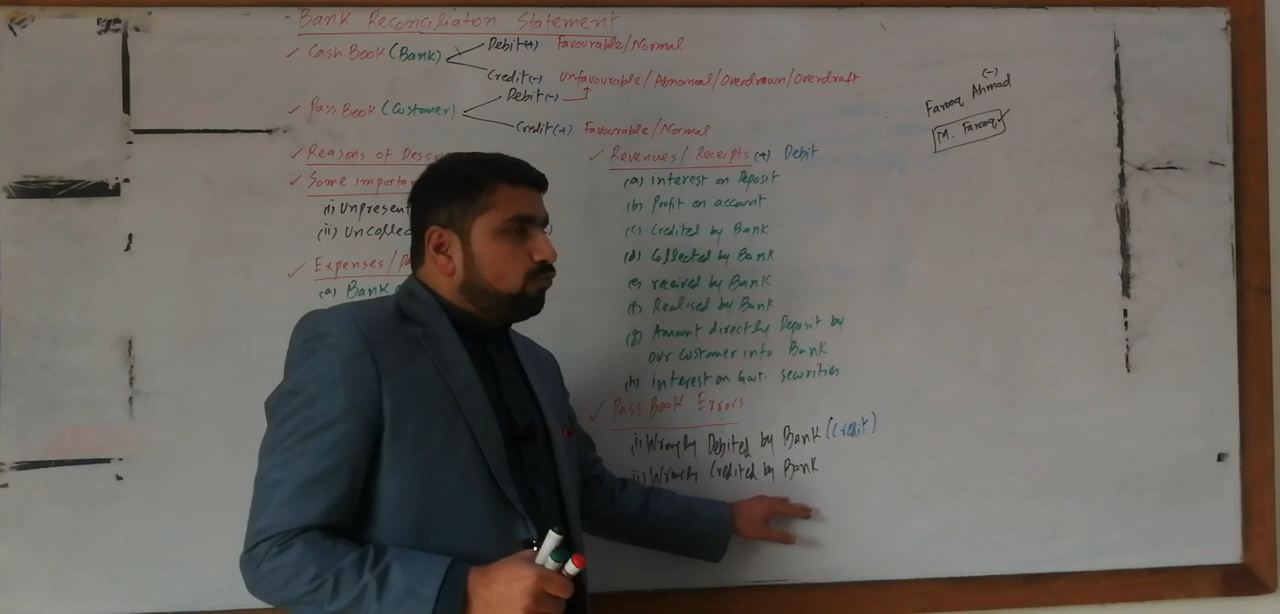 Bank Reconciliation Statement
✓ Cash Book (Bank)
Debit (+) Favourable/Normal
Credit (-) Unfavourable/Abnormal/Overdrawn/Overdraft
✓ Pass Book (Customer)
Debit (-)
Credit (+) Favourable/Normal
✓ Reasons of Descr
✓ Some importa
(i) Unpresent
(ii) Uncollec
✓ Expenses/
(a) Bank
✓ Revenues/Receipts (+) Debit
(a) interest on Deposit
(b) Profit on account
(c) Credited by Bank
(d) Collected by Bank
(e) received by Bank
(f) Realised by Bank
(g) Amount directly Deposit by
our customer into Bank
(h) interest on Govt. securities
✓ Pass Book Errors
(i) Wrongly Debited by Bank (Credit)
(ii) Wrongly Credited by Bank
(-)
Farooq Ahmad
M. Farooq